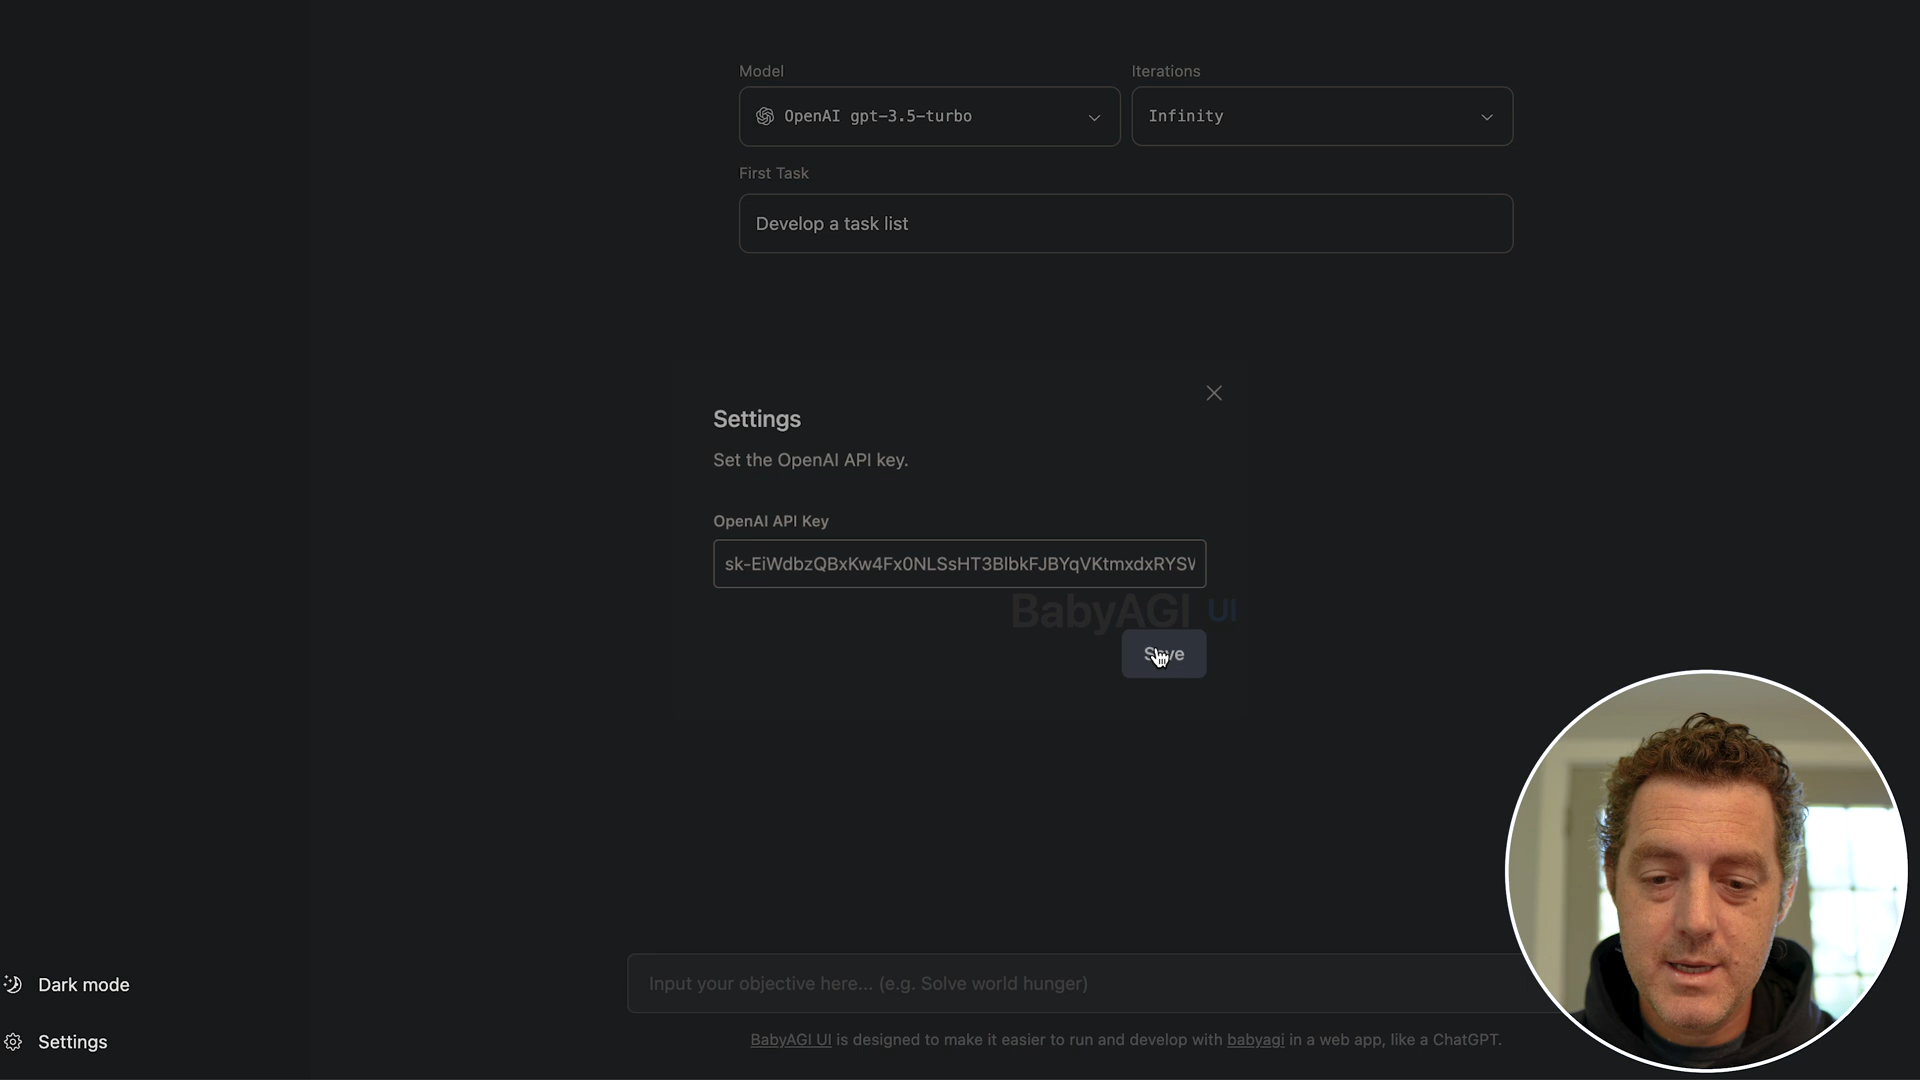 Model
Iterations
OpenAI gpt-3.5-turbo
Infinity
First Task
Develop a task list
Settings
Set the OpenAI API key.
OpenAI API Key
sk-EiWdbzQBxKw4Fx0NLSsHT3BlbkFJBYqVKtmxdxRYSV
BabyAGI UI
Save
Input your objective here... (e.g. Solve world hunger)
BabyAGI UI is designed to make it easier to run and develop with babyagi in a web app, like a ChatGPT.
Dark mode
Settings